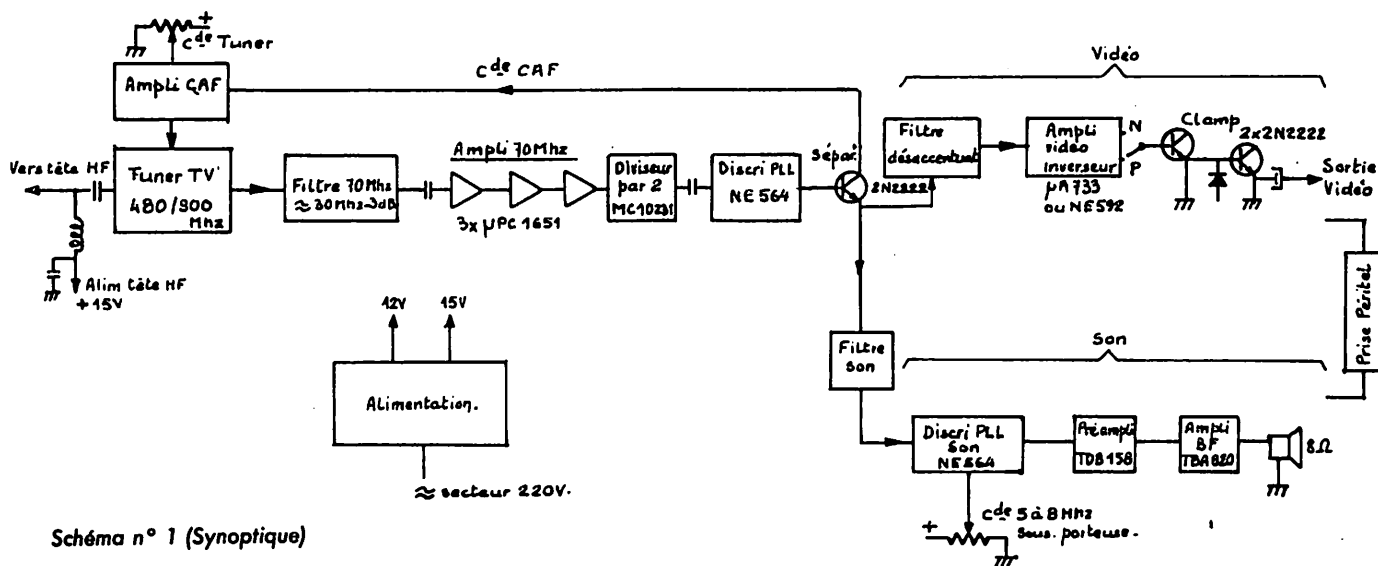 +
Cde Tuner
Ampli CAF
Cde CAF
Vers tête HF
Tuner TV
480/900
Mhz
Alim tête HF
+15V
Filtre 70Mhz
≈ 30Mhz-3dB
Ampli 70Mhz
3x µPC 1651
Diviseur
par 2
MC10231
Discri PLL
NE 564
Sépar.
2N2222
Vidéo
Filtre
désaccentuat
Ampli
vidéo
inverseur
µA 733
ou NE592
N
P
Clamp
2x2N2222
Sortie
Vidéo
Prise Péritel
12V
15V
Alimentation.
≈ secteur 220V.
Filtre
Son
Son
Discri PLL
Son
NE564
Préampli
TDB158
Ampli
BF
TBA820
8Ω
+
Cde 5 à 8 Mhz
sous. porteuse.
Schéma n° 1 (Synoptique)